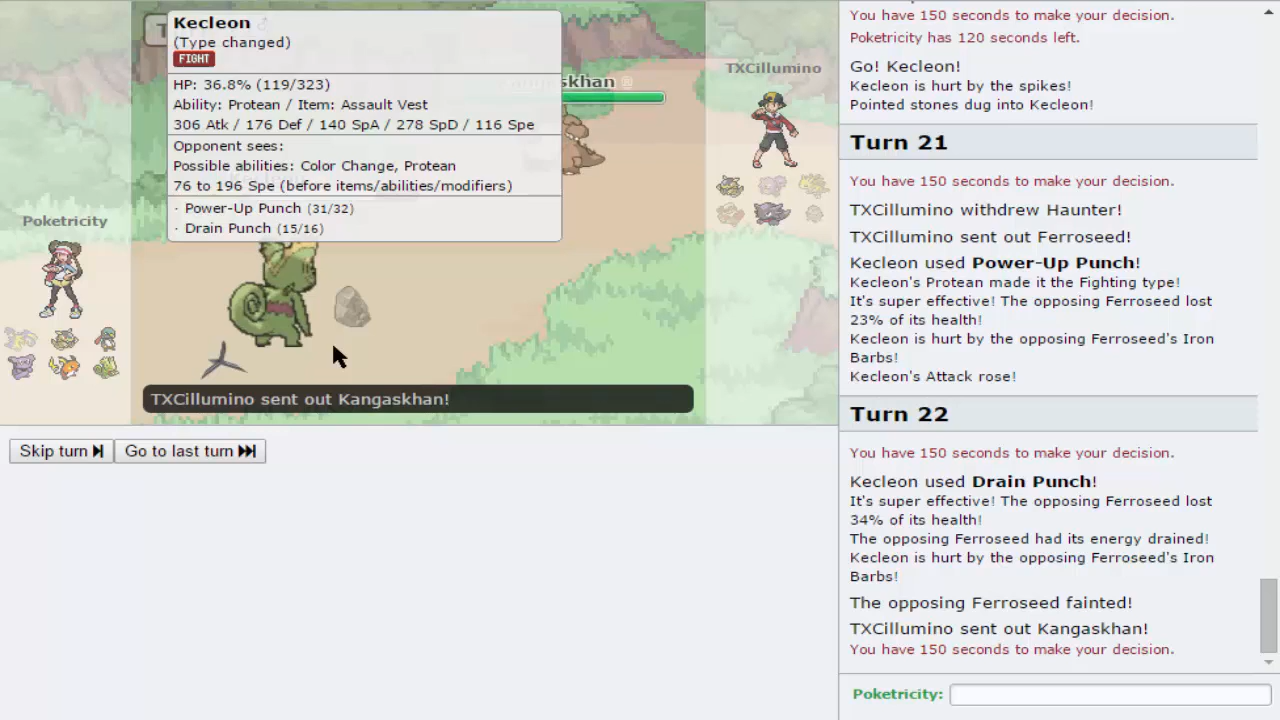 Kecleon ♂
(Type changed)
FIGHT
HP: 36.8% (119/323)
Ability: Protean / Item: Assault Vest
306 Atk / 176 Def / 140 SpA / 278 SpD / 116 Spe
Opponent sees:
Possible abilities: Color Change, Protean
76 to 196 Spe (before items/abilities/modifiers)
· Power-Up Punch (31/32)
· Drain Punch (15/16)
skhan
TXCillumino
Poketricity
TXCillumino sent out Kangaskhan!
Skip turn
Go to last turn
You have 150 seconds to make your decision.
Poketricity has 120 seconds left.
Go! Kecleon!
Kecleon is hurt by the spikes!
Pointed stones dug into Kecleon!
Turn 21
You have 150 seconds to make your decision.
TXCillumino withdrew Haunter!
TXCillumino sent out Ferroseed!
Kecleon used Power-Up Punch!
Kecleon's Protean made it the Fighting type!
It's super effective! The opposing Ferroseed lost
23% of its health!
Kecleon is hurt by the opposing Ferroseed's Iron
Barbs!
Kecleon's Attack rose!
Turn 22
You have 150 seconds to make your decision.
Kecleon used Drain Punch!
It's super effective! The opposing Ferroseed lost
34% of its health!
The opposing Ferroseed had its energy drained!
Kecleon is hurt by the opposing Ferroseed's Iron
Barbs!
The opposing Ferroseed fainted!
TXCillumino sent out Kangaskhan!
You have 150 seconds to make your decision.
Poketricity: